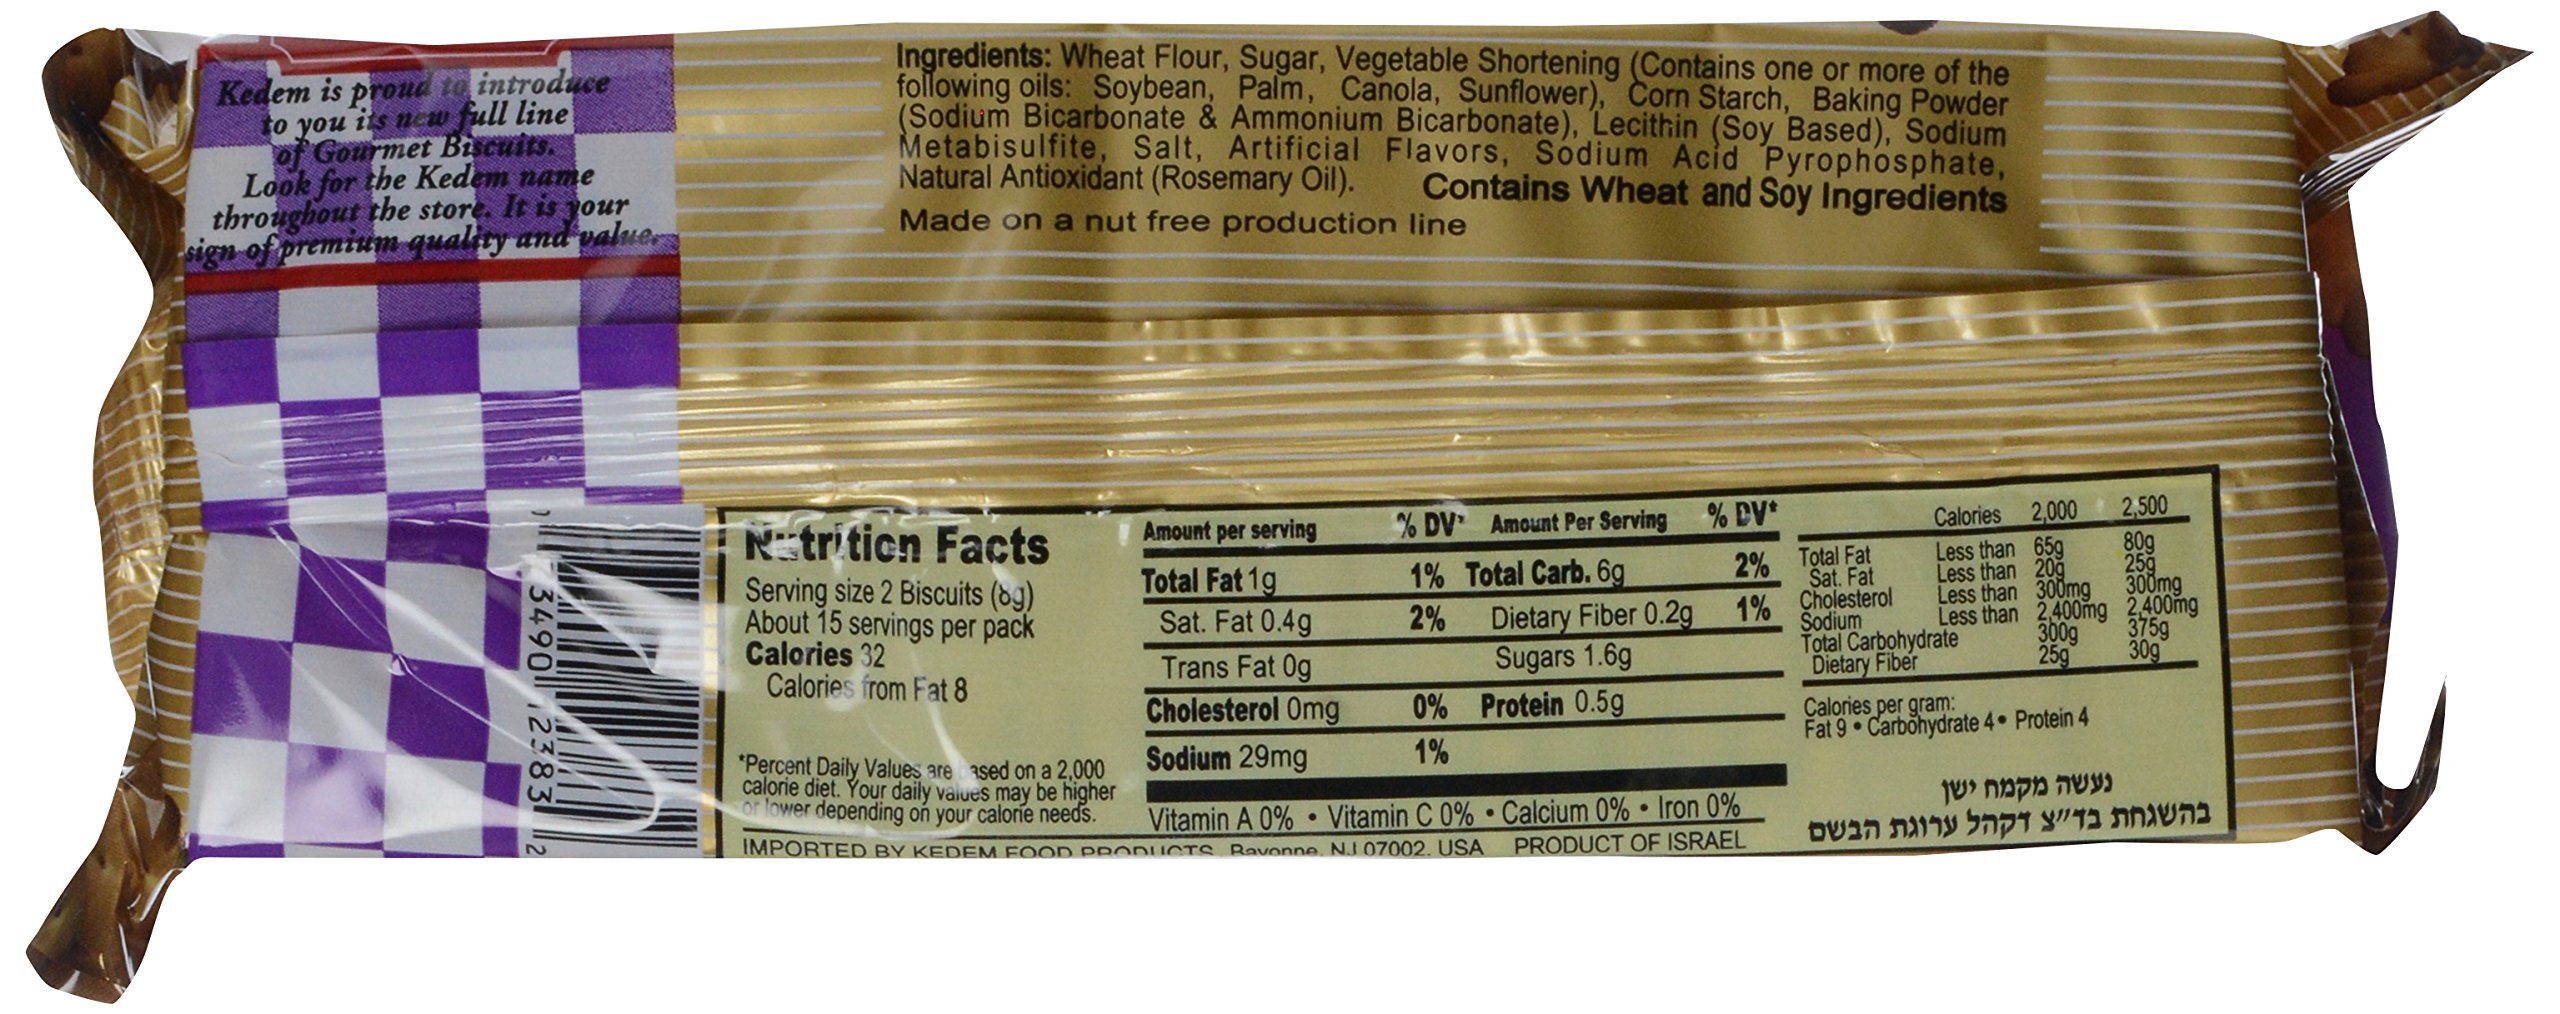 Kedem is proud to introduce
to you its new full line
of Gourmet Biscuits.
Look for the Kedem name
throughout the store. It is your
sign of premium quality and value.
Ingredients: Wheat Flour, Sugar, Vegetable Shortening (Contains one or more of the
following oils: Soybean, Palm, Canola, Sunflower), Corn Starch, Baking Powder
(Sodium Bicarbonate & Ammonium Bicarbonate), Lecithin (Soy Based), Sodium
Metabisulfite, Salt, Artificial Flavors, Sodium Acid Pyrophosphate,
Natural Antioxidant (Rosemary Oil). Contains Wheat and Soy Ingredients
Made on a nut free production line
0 73490 12383 2
Nutrition Facts
Serving size 2 Biscuits (8g)
About 15 servings per pack
Calories 32
Calories from Fat 8
*Percent Daily Values are based on a 2,000
calorie diet. Your daily values may be higher
or lower depending on your calorie needs.
Amount per serving % DV* Amount Per Serving % DV*
Total Fat 1g 1% Total Carb. 6g 2%
Sat. Fat 0.4g 2% Dietary Fiber 0.2g 1%
Trans Fat 0g Sugars 1.6g
Cholesterol 0mg 0% Protein 0.5g
Sodium 29mg 1%
Vitamin A 0% • Vitamin C 0% • Calcium 0% • Iron 0%
IMPORTED BY KEDEM FOOD PRODUCTS Bayonne, NJ 07002. USA PRODUCT OF ISRAEL
Calories 2,000 2,500
Total Fat Less than 65g 80g
Sat. Fat Less than 20g 25g
Cholesterol Less than 300mg 300mg
Sodium Less than 2,400mg 2,400mg
Total Carbohydrate 300g 375g
Dietary Fiber 25g 30g
Calories per gram:
Fat 9 • Carbohydrate 4 • Protein 4
נעשה מקמח ישן
בהשגחת בד"צ דקהל ערוגת הבשם